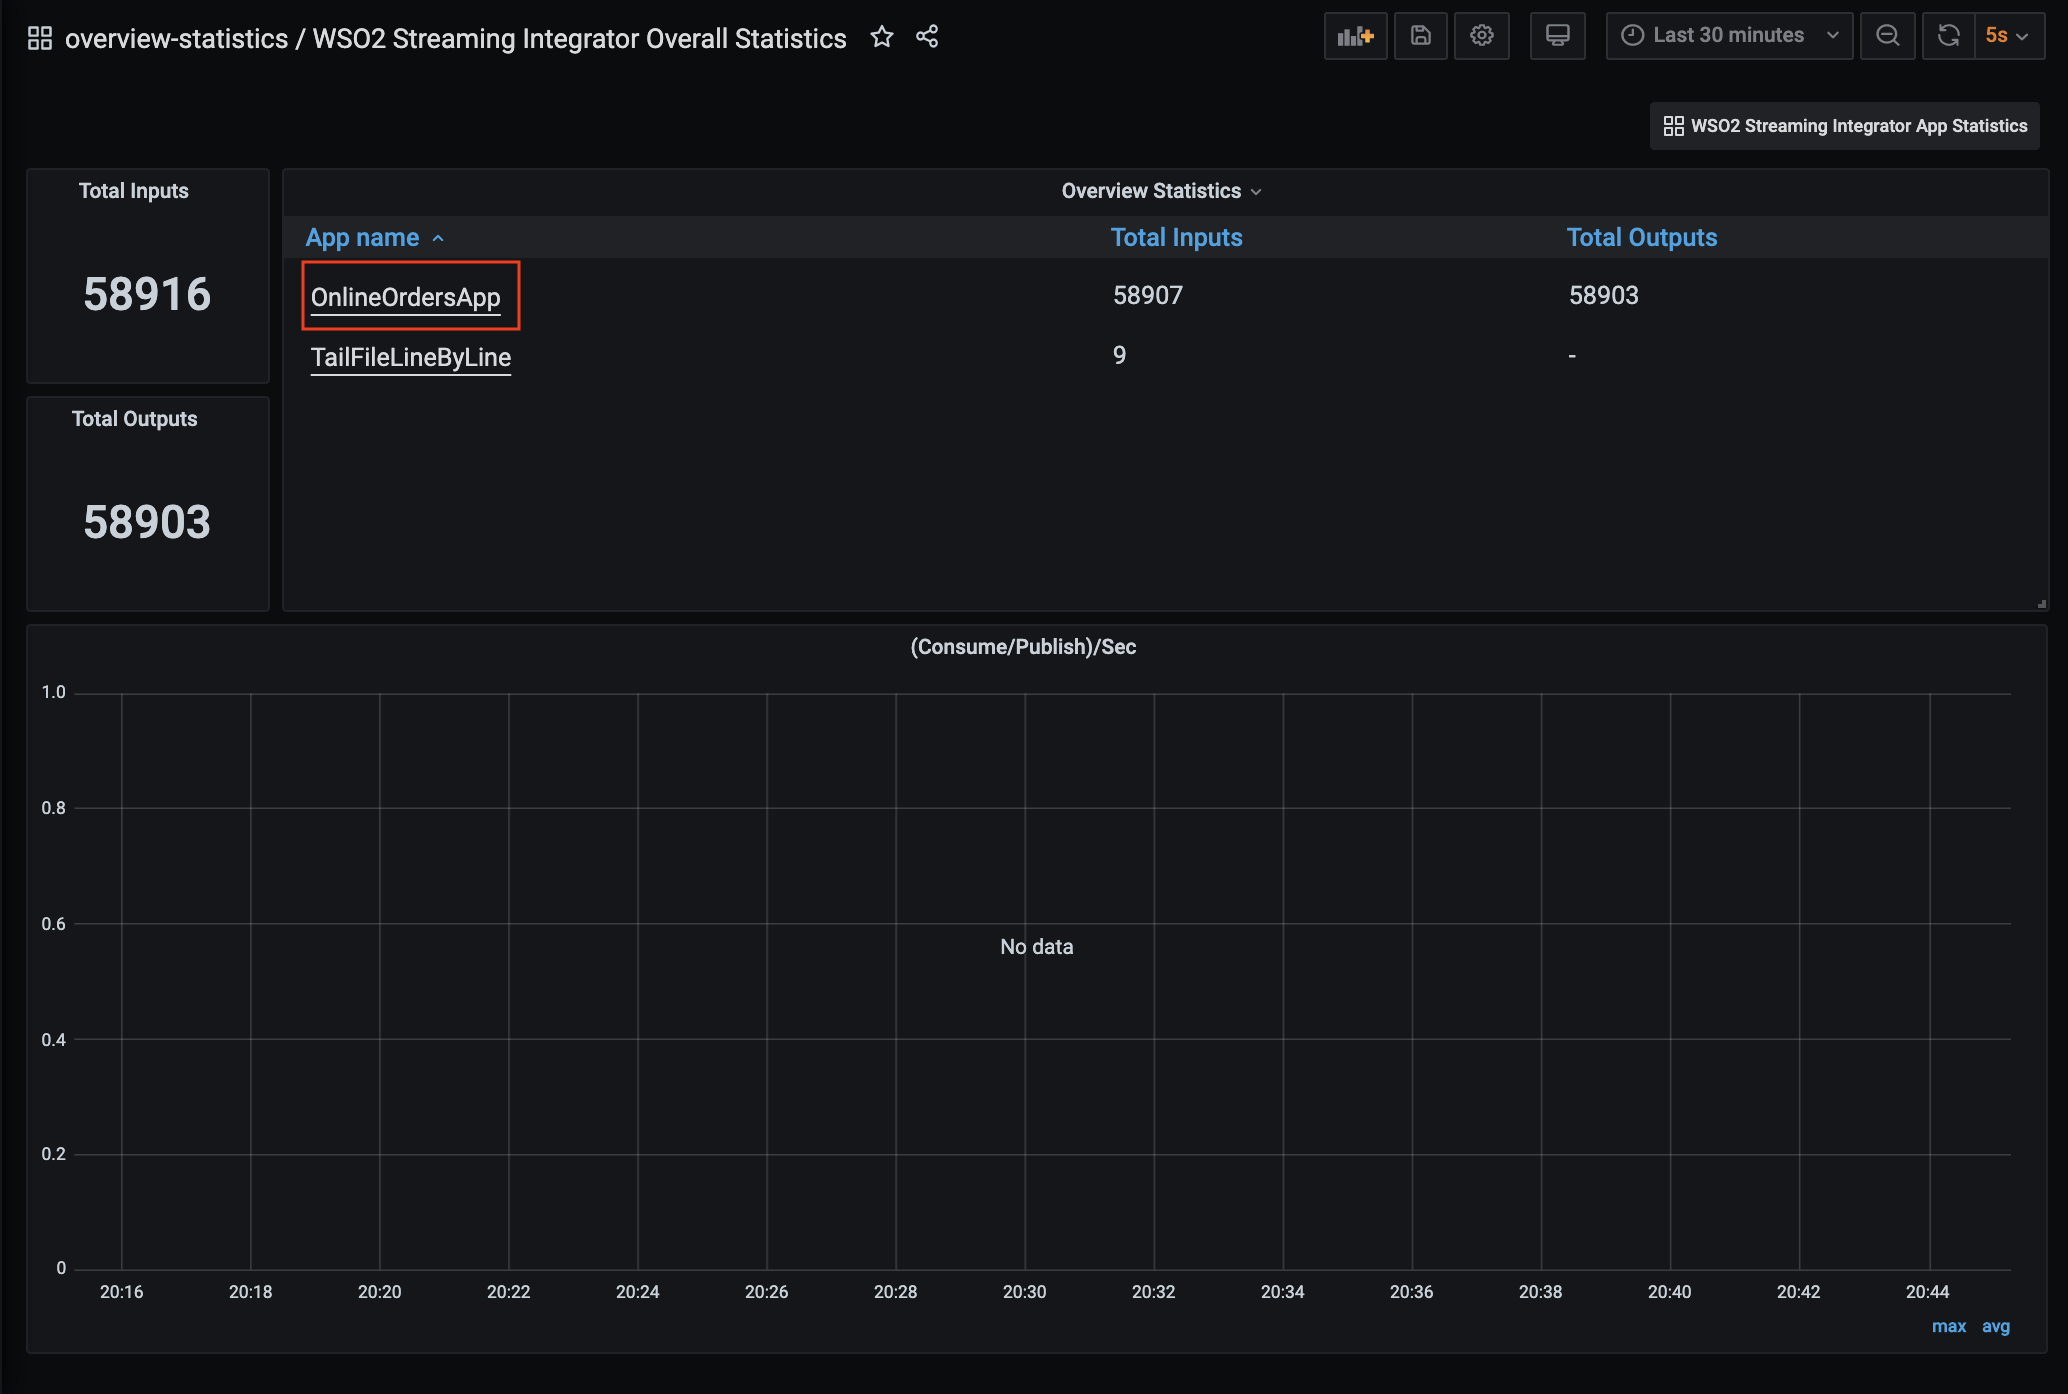 overview-statistics / WSO2 Streaming Integrator Overall Statistics
Last 30 minutes
5s
WSO2 Streaming Integrator App Statistics
Total Inputs
58916
Total Outputs
58903
Overview Statistics
App name Total Inputs Total Outputs
OnlineOrdersApp 58907 58903
TailFileLineByLine 9 -
(Consume/Publish)/Sec
1.0
0.8
0.6
0.4
0.2
0
No data
20:16 20:18 20:20 20:22 20:24 20:26 20:28 20:30 20:32 20:34 20:36 20:38 20:40 20:42 20:44
max avg